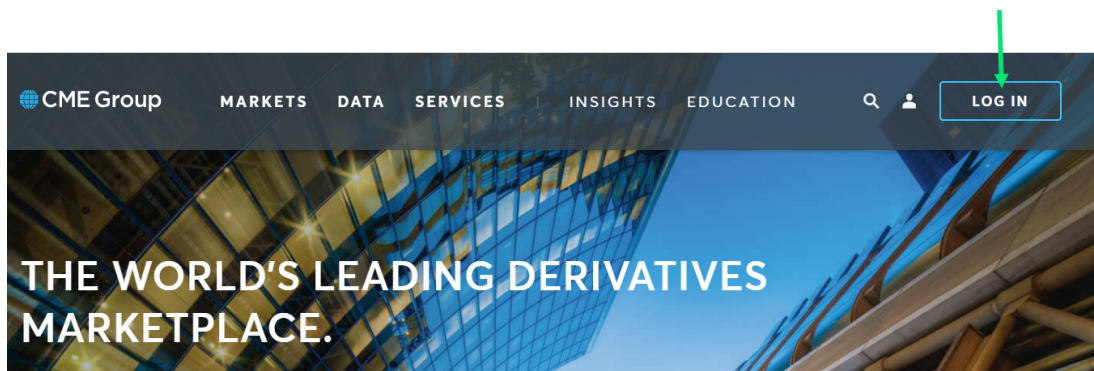 CME Group MARKETS DATA SERVICES | INSIGHTS EDUCATION LOG IN
THE WORLD'S LEADING DERIVATIVES
MARKETPLACE.